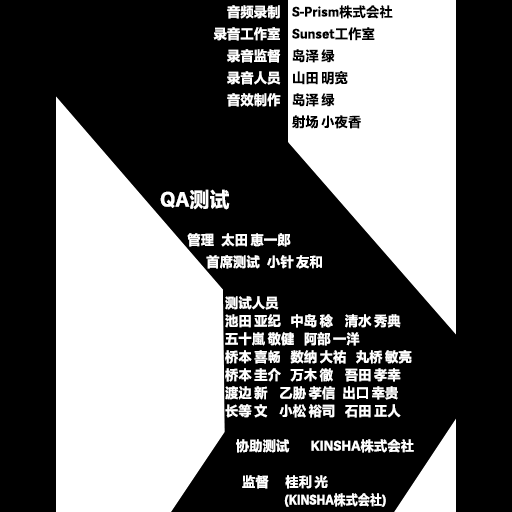 音频录制 S-Prism株式会社
录音工作室 Sunset工作室
录音监督 岛泽 绿
录音人员 山田 明宽
音效制作 岛泽 绿
射场 小夜香
QA测试
管理 太田 惠一郎
首席测试 小针 友和
测试人员
池田 亚纪 中岛 稔 清水 秀典
五十嵐 敬健 阿部 一洋
桥本 喜畅 数纳 大祐 丸桥 敏亮
桥本 圭介 万木 徹 吾田 孝幸
渡边 新 乙胁 孝信 出口 幸贵
长等 文 小松 裕司 石田 正人
协助测试 KINSHA株式会社
监督 桂利 光
(KINSHA株式会社)